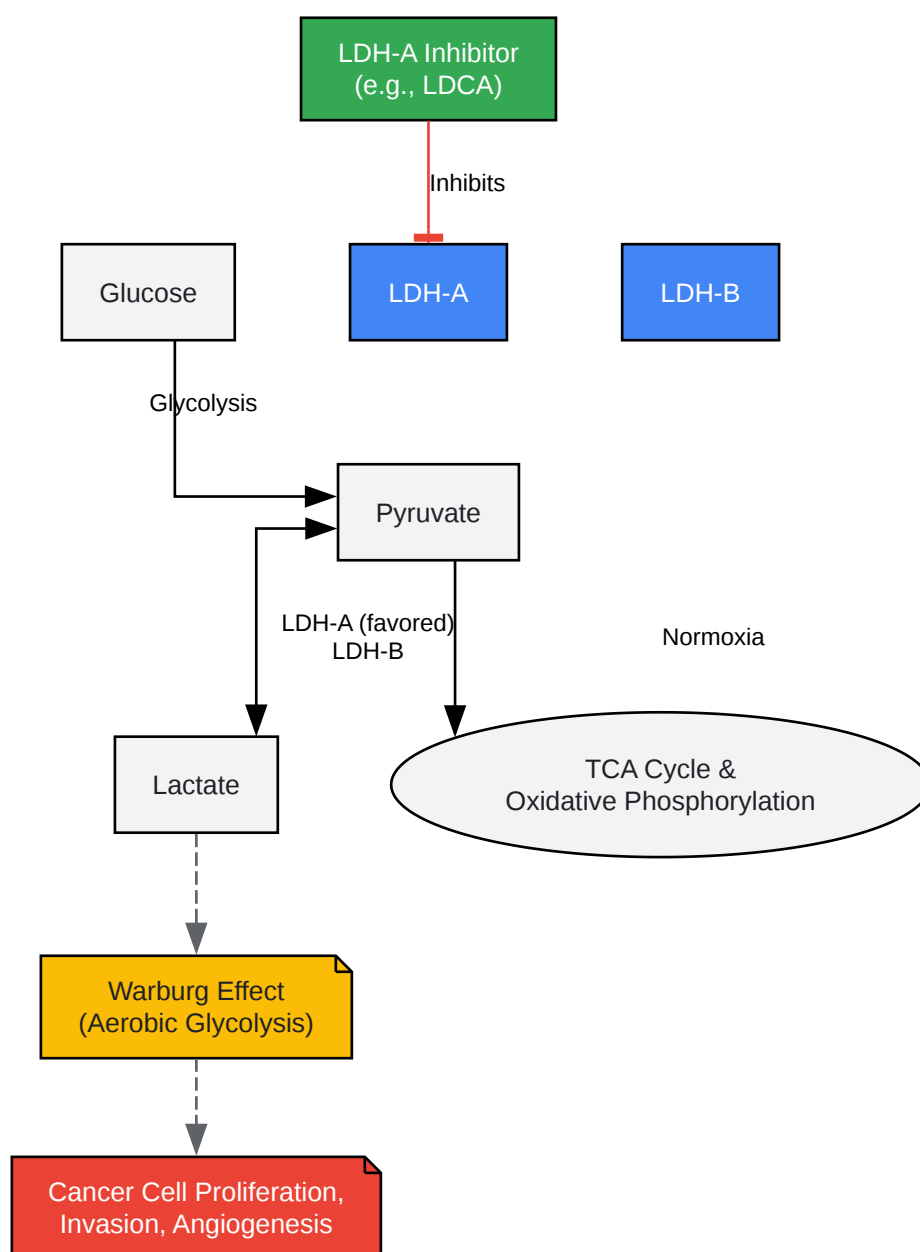 LDH-A Inhibitor
(e.g., LDCA)
Inhibits
Glucose
LDH-A
LDH-B
Glycolysis
Pyruvate
LDH-A (favored)
LDH-B
Normoxia
Lactate
TCA Cycle &
Oxidative Phosphorylation
Warburg Effect
(Aerobic Glycolysis)
Cancer Cell Proliferation,
Invasion, Angiogenesis